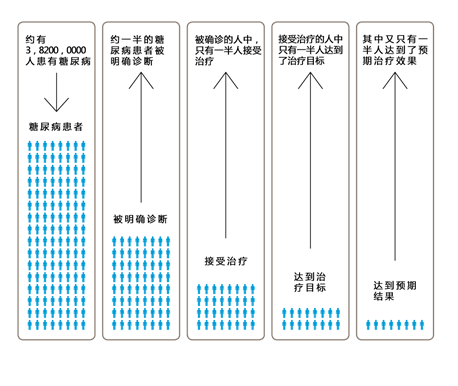 约有
3,8200,0000
人患有糖尿病
糖尿病患者
约一半的糖
尿病患者被
明确诊断
被明确诊断
被确诊的人中，
只有一半人接受
治疗
接受治疗
接受治疗的人中
只有一半人达到
了治疗目标
达到治
疗目标
其中又只有一
半人达到了预
期治疗效果
达到预期
结果